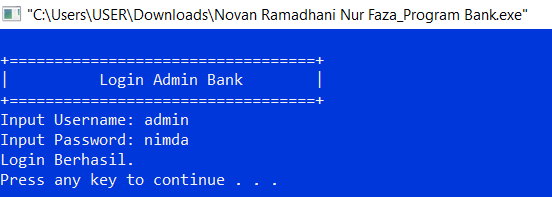 "C:\Users\USER\Downloads\Novan Ramadhani Nur Faza_Program Bank.exe"
+==================================+
|          Login Admin Bank        |
+==================================+
Input Username: admin
Input Password: nimda
Login Berhasil.
Press any key to continue . . .